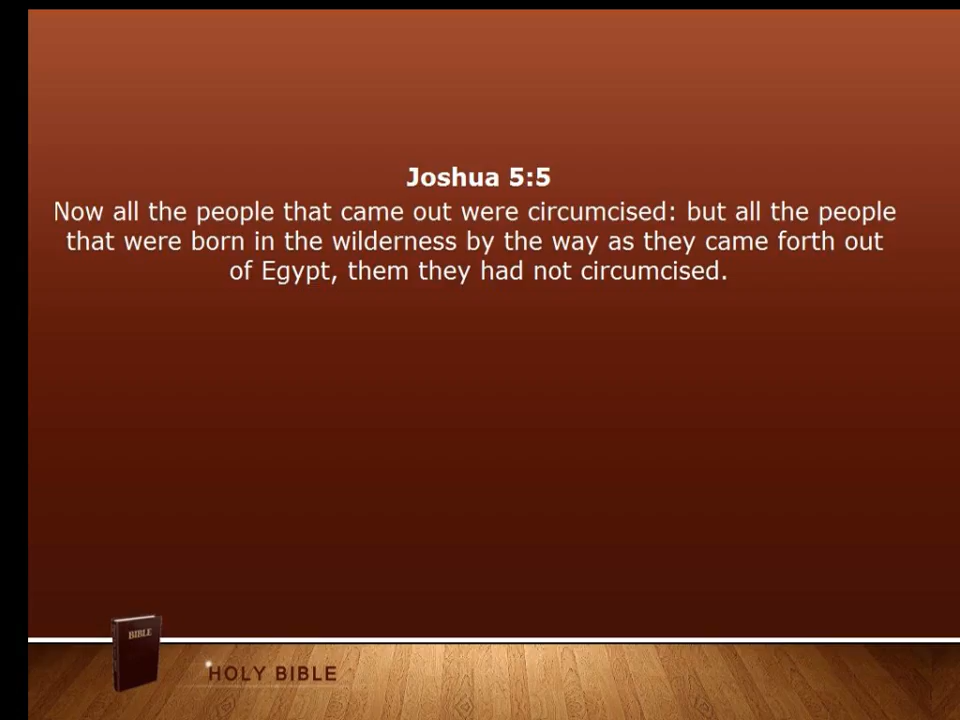 Joshua 5:5
Now all the people that came out were circumcised: but all the people
that were born in the wilderness by the way as they came forth out
of Egypt, them they had not circumcised.
BIBLE
HOLY BIBLE